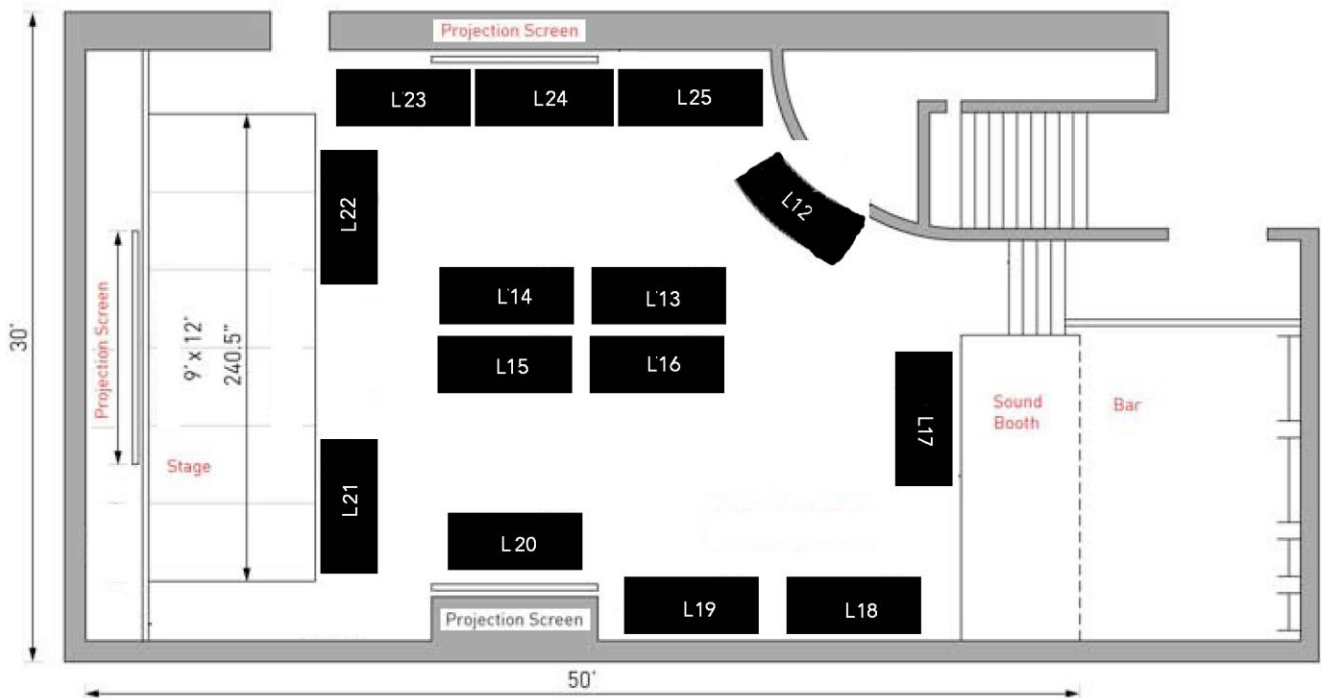 Projection Screen
L23
L24
L25
L22
L12
L14
L13
L15
L16
30'
Projection Screen
9' x 12'
240.5"
Stage
L17
Sound
Booth
Bar
L21
L20
L19
L18
Projection Screen
50'